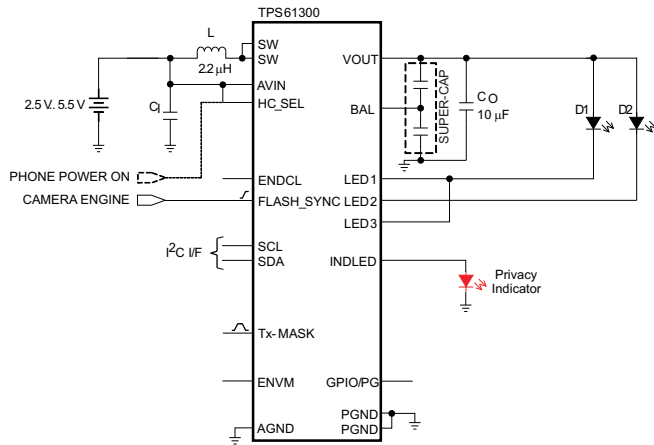 TPS61300
L
2.2 μH
SW
SW
AVIN
HC_SEL
2.5 V. 5.5 V
CI
PHONE POWER ON
CAMERA ENGINE
ENDCL
FLASH_SYNC
I2C I/F
SCL
SDA
Tx-MASK
ENVM
AGND
VOUT
BAL
SUPER-CAP
CO
10 μF
D1
D2
LED1
LED2
LED3
INDLED
Privacy
Indicator
GPIO/PG
PGND
PGND